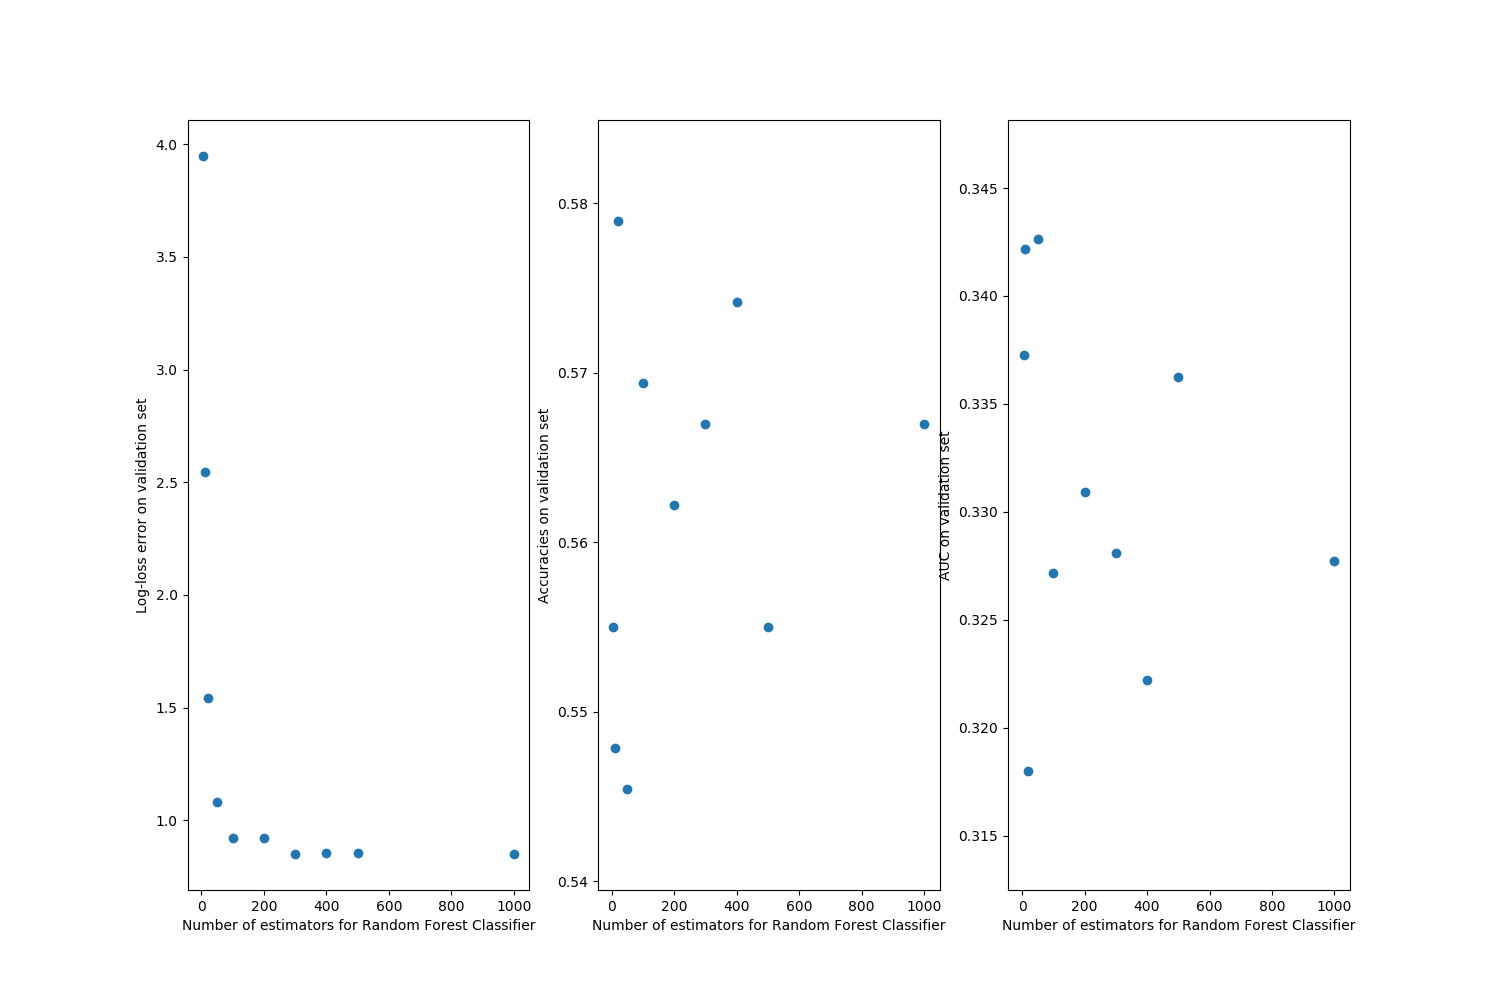 Log-loss error on validation set
4.0
3.5
3.0
2.5
2.0
1.5
1.0
0 200 400 600 800 1000
Number of estimators for Random Forest Classifier
Accuracies on validation set
0.58
0.57
0.56
0.55
0.54
0 200 400 600 800 1000
Number of estimators for Random Forest Classifier
AUC on validation set
0.345
0.340
0.335
0.330
0.325
0.320
0.315
0 200 400 600 800 1000
Number of estimators for Random Forest Classifier